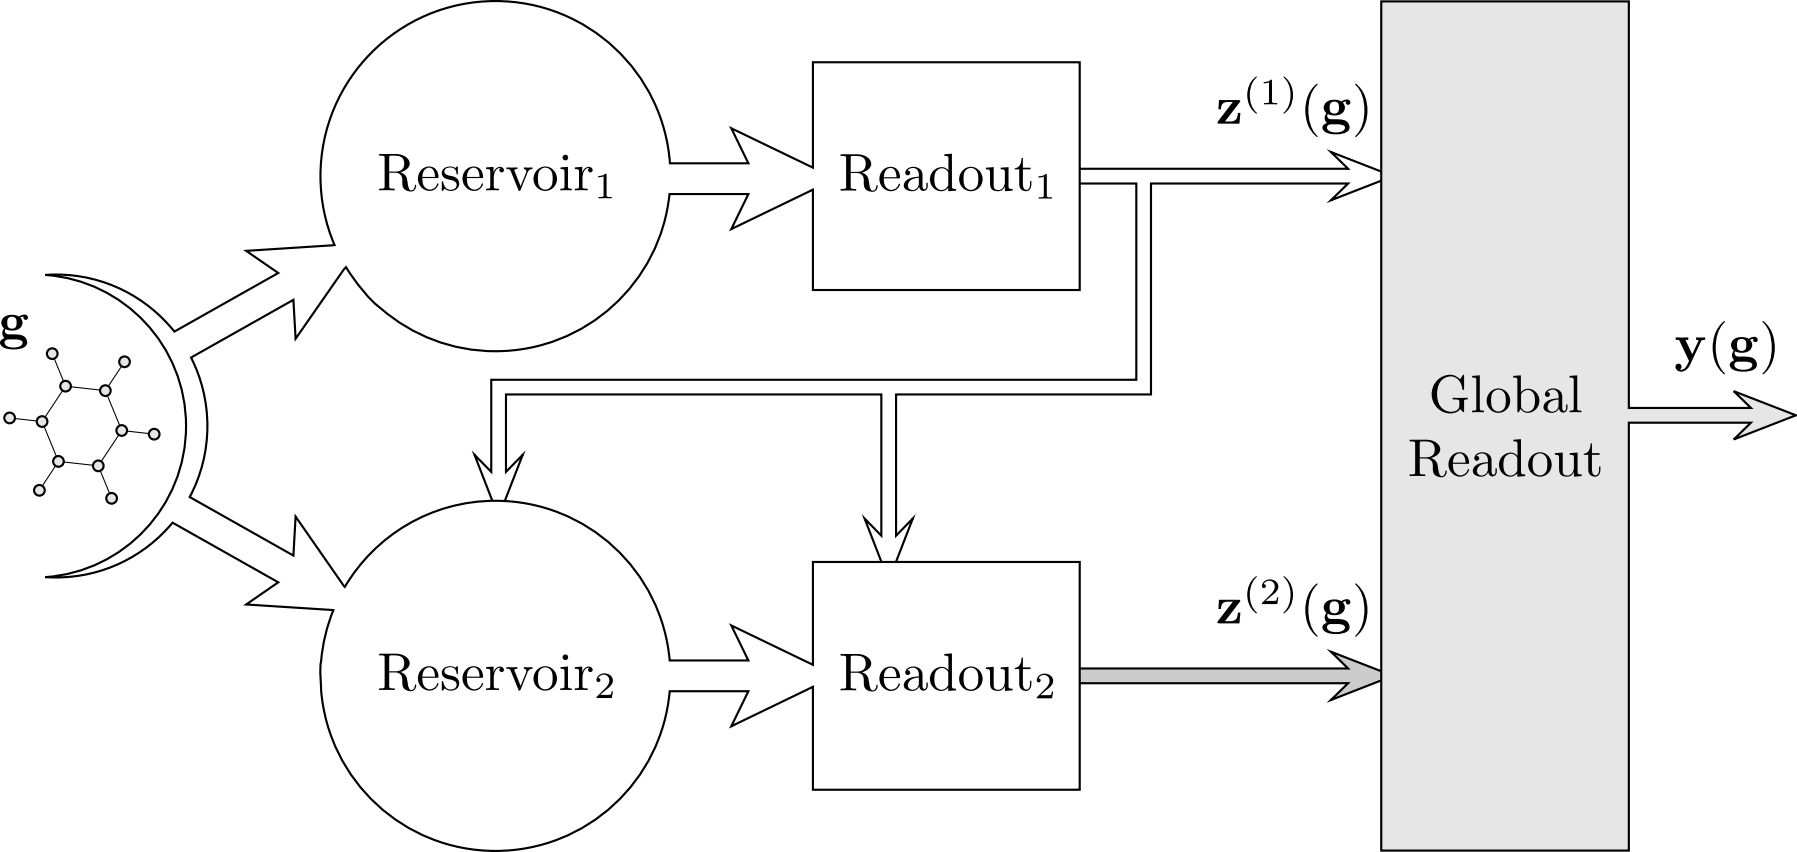 Reservoir₁
Readout₁
z⁽¹⁾(g)
g
Global
Readout
y(g)
Reservoir₂
Readout₂
z⁽²⁾(g)